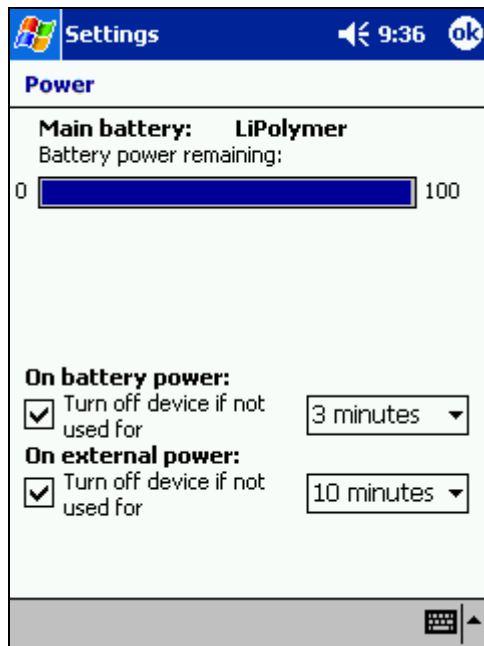 Settings 9:36 ok
Power
Main battery: LiPolymer
Battery power remaining:
0 100
On battery power:
Turn off device if not
used for
3 minutes
On external power:
Turn off device if not
used for
10 minutes